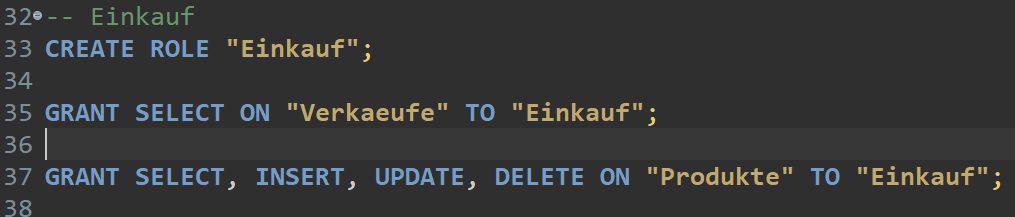 32 -- Einkauf
33 CREATE ROLE "Einkauf";
34
35 GRANT SELECT ON "Verkaeufe" TO "Einkauf";
36
37 GRANT SELECT, INSERT, UPDATE, DELETE ON "Produkte" TO "Einkauf";
38